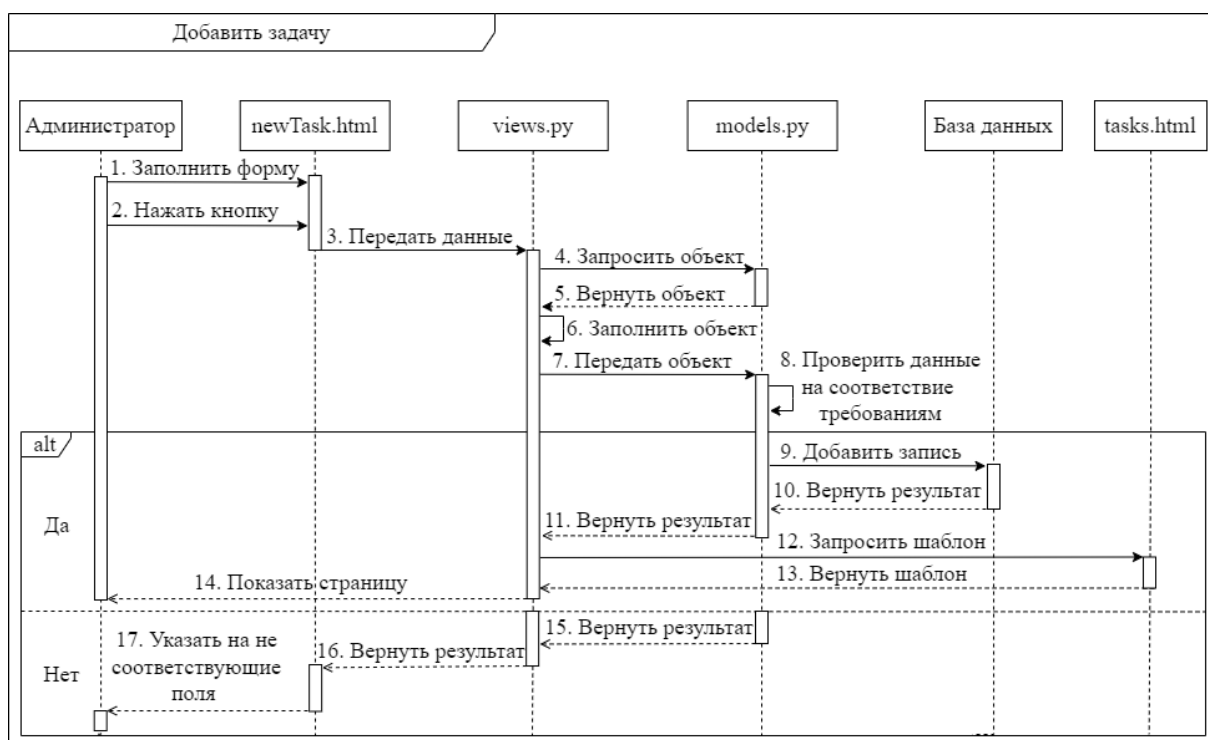 Добавить задачу
Администратор
newTask.html
views.py
models.py
База данных
tasks.html
1. Заполнить форму
2. Нажать кнопку
3. Передать данные
4. Запросить объект
5. Вернуть объект
6. Заполнить объект
7. Передать объект
8. Проверить данные
на соответствие
требованиям
alt
Да
9. Добавить запись
10. Вернуть результат
11. Вернуть результат
12. Запросить шаблон
13. Вернуть шаблон
14. Показать страницу
Нет
15. Вернуть результат
16. Вернуть результат
17. Указать на не
соответствующие
поля